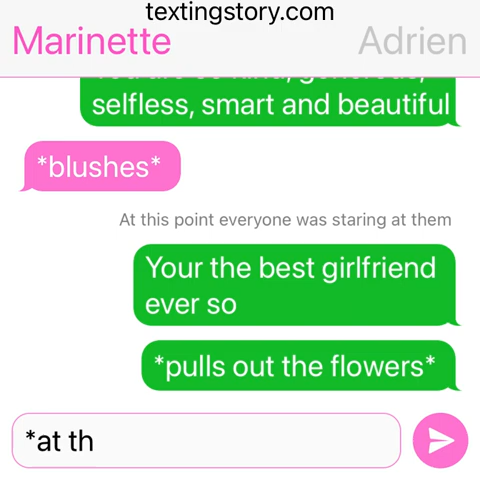 textingstory.com
Marinette Adrien
selfless, smart and beautiful
*blushes*
At this point everyone was staring at them
Your the best girlfriend
ever so
*pulls out the flowers*
*at th